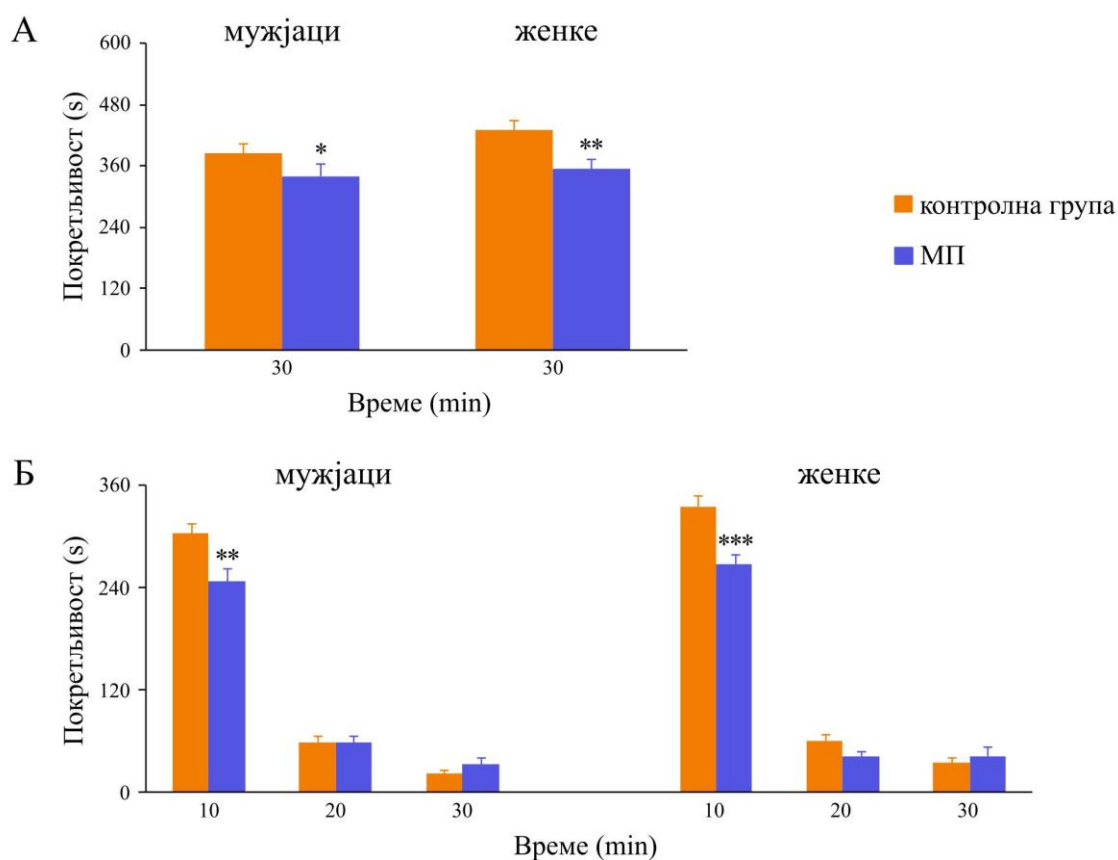 А
мужјаци женке
Покретљивост (s)
600
480
360
240
120
0
* **
30 30
Време (min)
контролна група
МП
Б
мужјаци женке
Покретљивост (s)
360
240
120
0
** ***
10 20 30 10 20 30
Време (min)